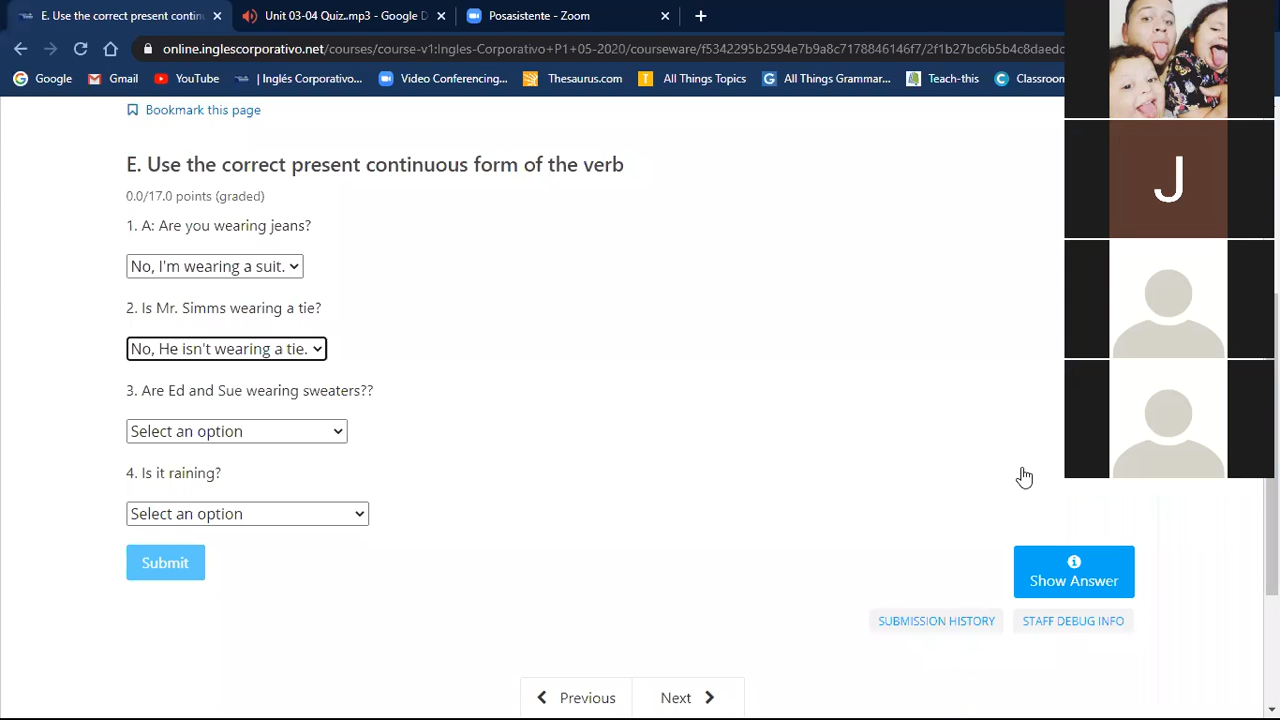 E. Use the correct present contin
Unit 03-04 Quiz..mp3 - Google D
Posasistente - Zoom
online.inglescorporativo.net/courses/course-v1:Ingles-Corporativo+P1+05-2020/courseware/f5342295b2594e7b9a8c7178846146f7/2f1b27bc6b5b4c8daedc
Google
Gmail
YouTube
| Inglés Corporativo...
Video Conferencing...
Thesaurus.com
All Things Topics
All Things Grammar...
Teach-this
Classroom
Bookmark this page
E. Use the correct present continuous form of the verb
0.0/17.0 points (graded)
1. A: Are you wearing jeans?
No, I'm wearing a suit.
2. Is Mr. Simms wearing a tie?
No, He isn't wearing a tie.
3. Are Ed and Sue wearing sweaters??
Select an option
4. Is it raining?
Select an option
Submit
Show Answer
SUBMISSION HISTORY
STAFF DEBUG INFO
Previous
Next
J